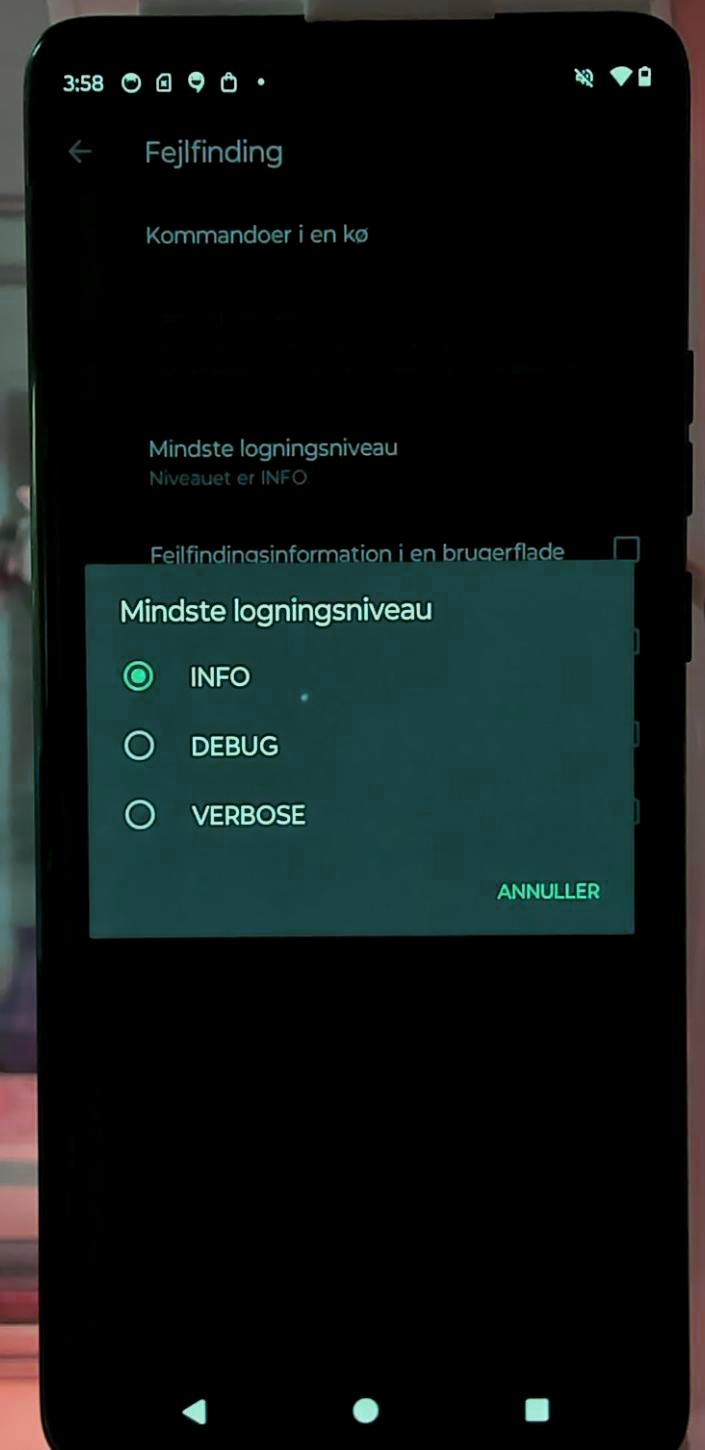 3:58
Fejlfinding
Kommandoer i en kø
Mindste logningsniveau
Niveauet er INFO
Fejlfindingsinformation i en brugerflade
Mindste logningsniveau
INFO
DEBUG
VERBOSE
ANNULLER